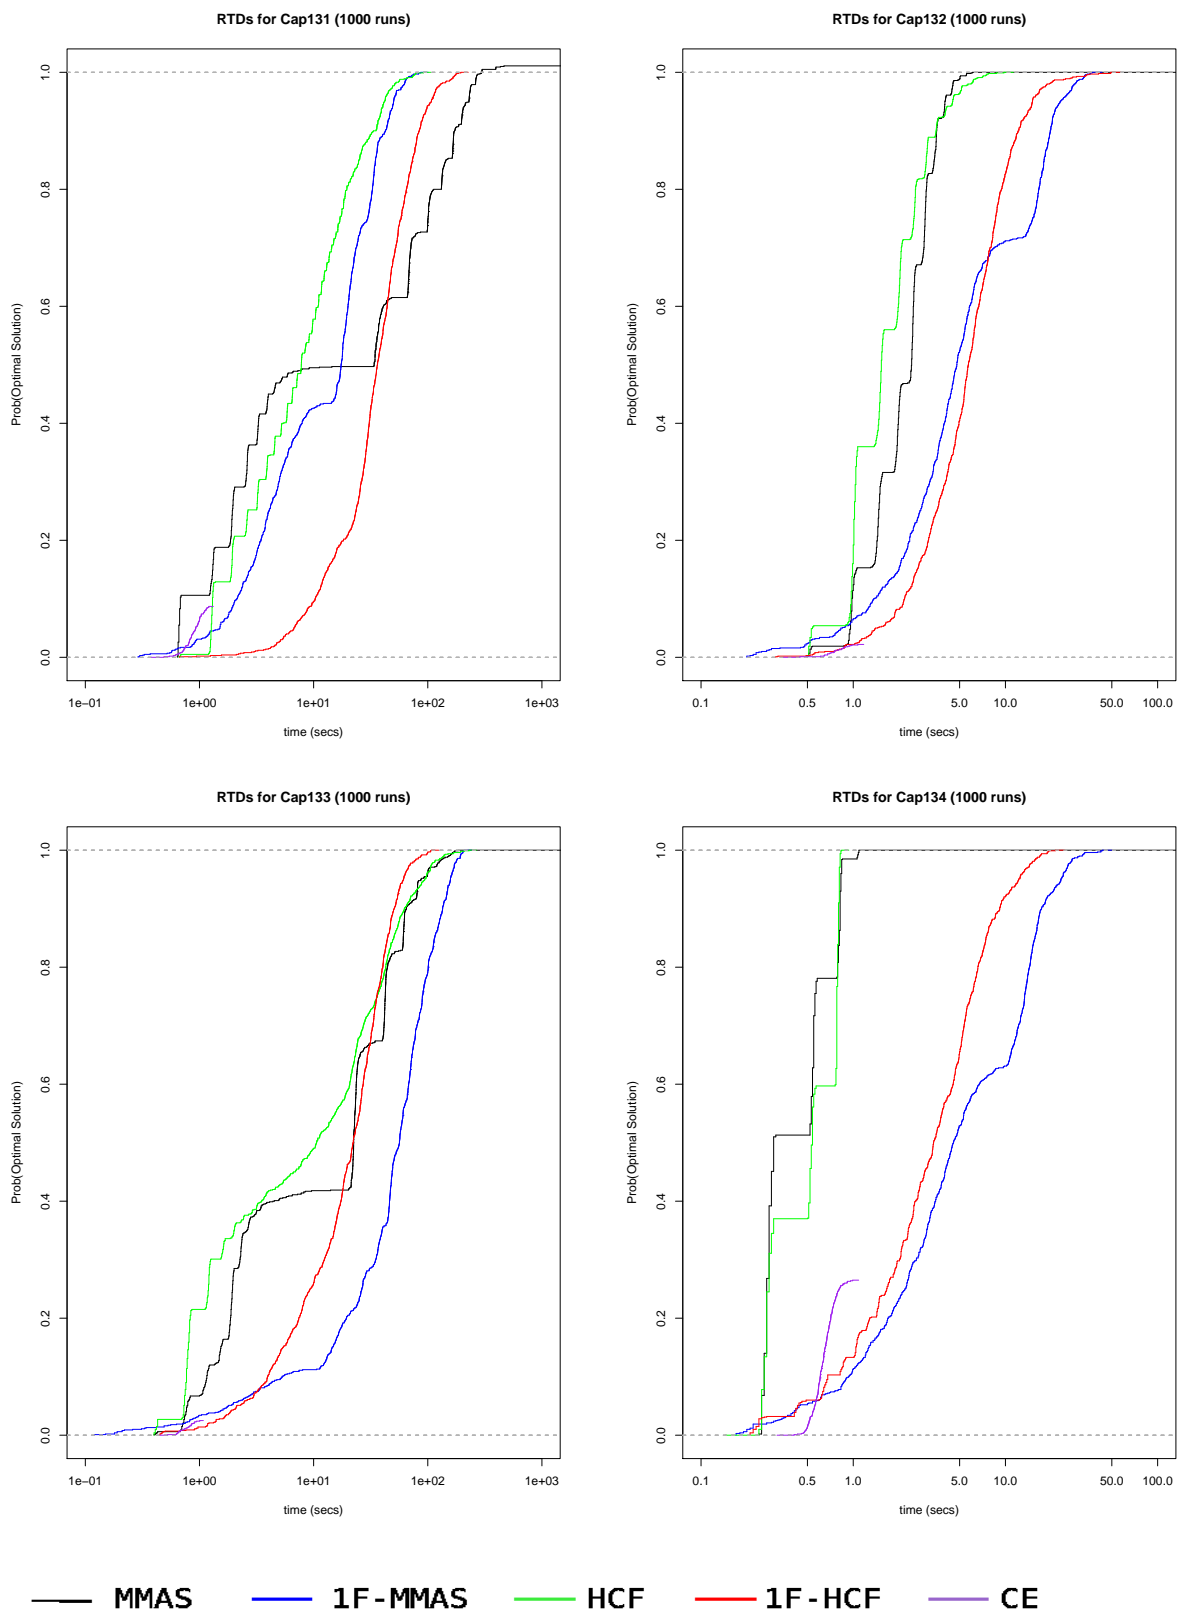 RTDs for Cap131 (1000 runs)
Prob(Optimal Solution)
0.0 0.2 0.4 0.6 0.8 1.0
1e−01 1e+00 1e+01 1e+02 1e+03
time (secs)
RTDs for Cap132 (1000 runs)
Prob(Optimal Solution)
0.0 0.2 0.4 0.6 0.8 1.0
0.1 0.5 1.0 5.0 10.0 50.0 100.0
time (secs)
RTDs for Cap133 (1000 runs)
Prob(Optimal Solution)
0.0 0.2 0.4 0.6 0.8 1.0
1e−01 1e+00 1e+01 1e+02 1e+03
time (secs)
RTDs for Cap134 (1000 runs)
Prob(Optimal Solution)
0.0 0.2 0.4 0.6 0.8 1.0
0.1 0.5 1.0 5.0 10.0 50.0 100.0
time (secs)
MMAS 1F-MMAS HCF 1F-HCF CE